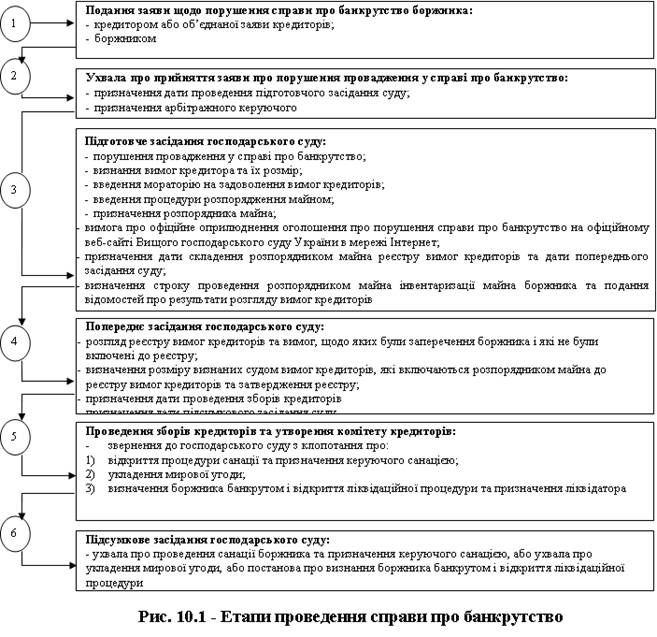 1
Подання заяви щодо порушення справи про банкрутство боржника:
- кредитором або об’єднаної заяви кредиторів;
- боржником
2
Ухвала про прийняття заяви про порушення провадження у справі про банкрутство:
- призначення дати проведення підготовчого засідання суду;
- призначення арбітражного керуючого
3
Підготовче засідання господарського суду:
- порушення провадження у справі про банкрутство;
- визнання вимог кредитора та їх розмір;
- введення мораторію на задоволення вимог кредиторів;
- введення процедури розпорядження майном;
- призначення розпорядника майна;
- вимога про офіційне оприлюднення оголошення про порушення справи про банкрутство на офіційному
веб-сайті Вищого господарського суду України в мережі Інтернет;
- призначення дати складення розпорядником майна реєстру вимог кредиторів та дати попереднього
засідання суду;
- визначення строку проведення розпорядником майна інвентаризації майна боржника та подання
відомостей про результати розгляду вимог кредиторів
4
Попереднє засідання господарського суду:
- розгляд реєстру вимог кредиторів та вимог, щодо яких були заперечення боржника і які не були
включені до реєстру;
- визначення розміру визнаних судом вимог кредиторів, які включаються розпорядником майна до
реєстру вимог кредиторів та затвердження реєстру;
- призначення дати проведення зборів кредиторів
- призначення дати підсумкового засідання суду
5
Проведення зборів кредиторів та утворення комітету кредиторів:
- звернення до господарського суду з клопотання про:
1) відкриття процедури санації та призначення керуючого санацією;
2) укладення мирової угоди;
3) визначення боржника банкрутом і відкриття ліквідаційної процедури та призначення ліквідатора
6
Підсумкове засідання господарського суду:
- ухвала про проведення санації боржника та призначення керуючого санацією, або ухвала про
укладення мирової угоди, або постанова про визнання боржника банкрутом і відкриття ліквідаційної
процедури
Рис. 10.1 - Етапи проведення справи про банкрутство